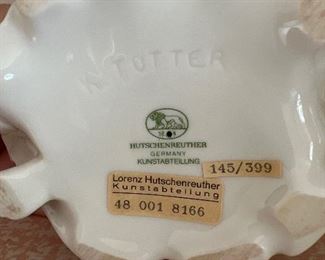 K TUTTER
HUTSCHENREUTHER
GERMANY
KUNSTABTEILUNG
145/399
Lorenz Hutschenreuther
Kunstabteilung
48 001 8166